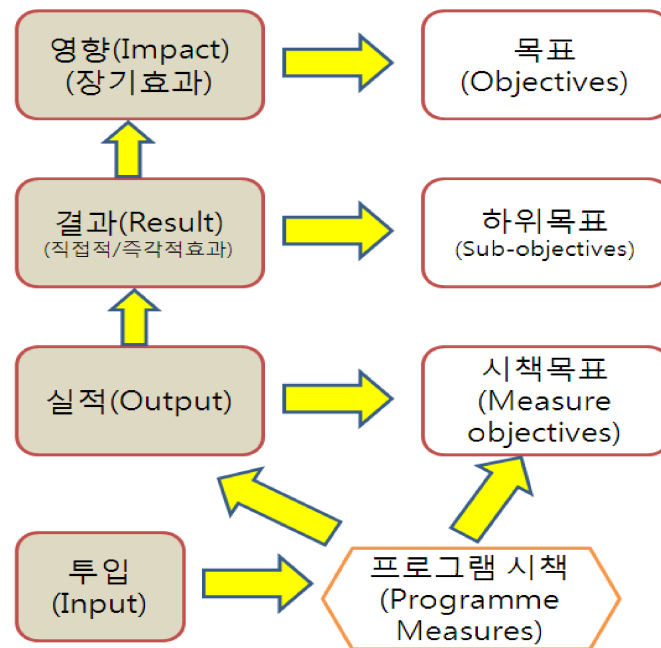 영향(Impact)
(장기효과)
목표
(Objectives)
결과(Result)
(직접적/즉각적효과)
하위목표
(Sub-objectives)
실적(Output)
시책목표
(Measure
objectives)
투입
(Input)
프로그램 시책
(Programme
Measures)